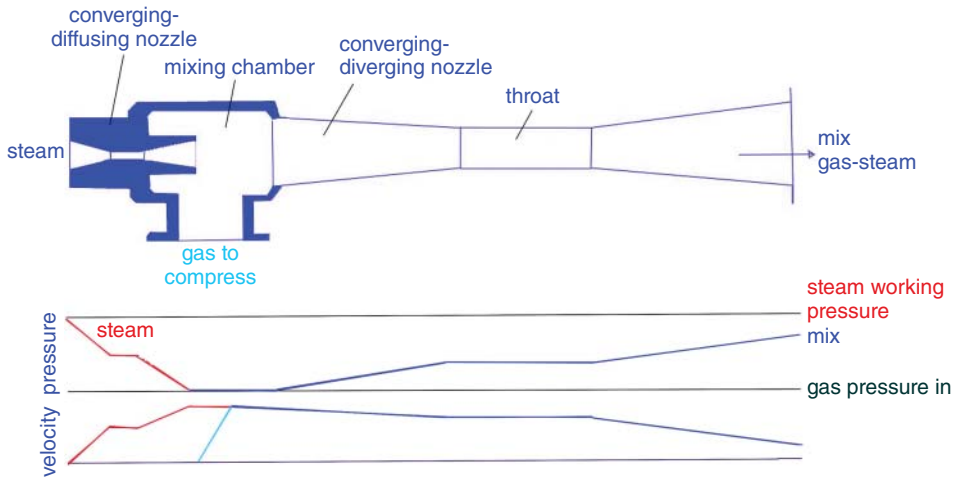 converging-
diffusing nozzle
mixing chamber
converging-
diverging nozzle
throat
steam
mix
gas-steam
gas to
compress
steam working
pressure
steam
mix
pressure
gas pressure in
velocity